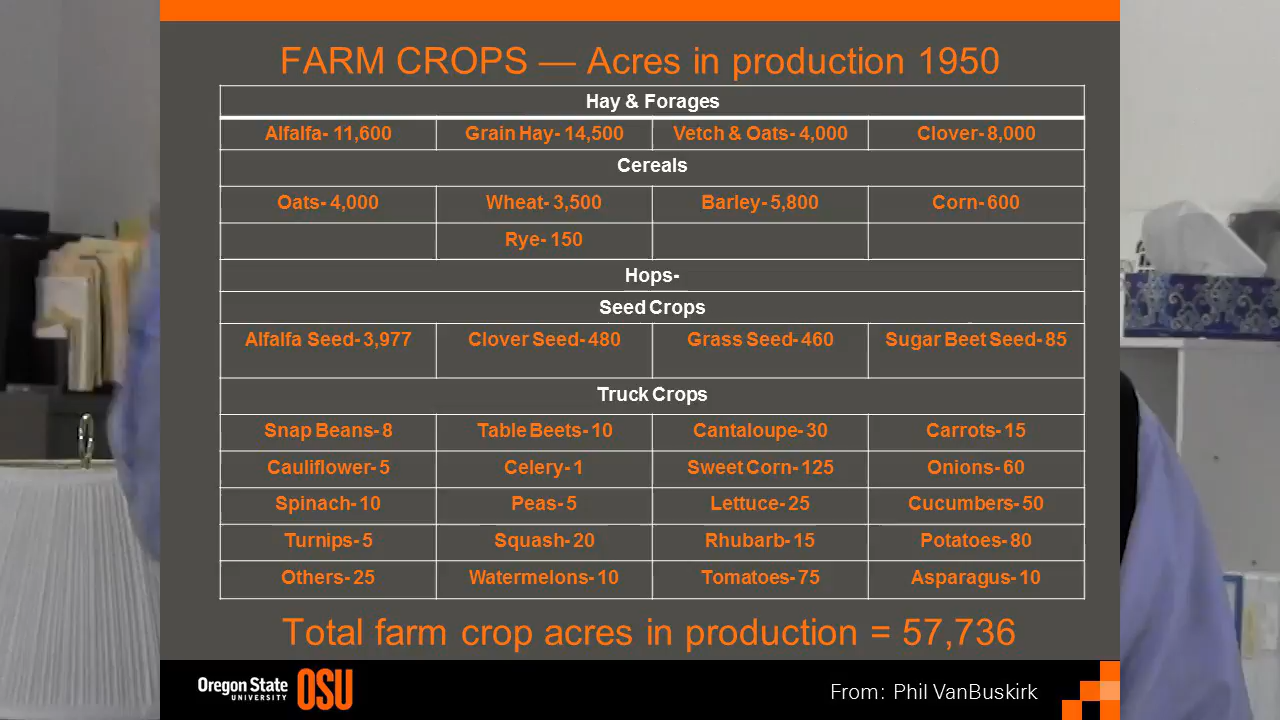 FARM CROPS — Acres in production 1950
Hay & Forages
Alfalfa- 11,600 Grain Hay- 14,500 Vetch & Oats- 4,000 Clover- 8,000
Cereals
Oats- 4,000 Wheat- 3,500 Barley- 5,800 Corn- 600
Rye- 150
Hops-
Seed Crops
Alfalfa Seed- 3,977 Clover Seed- 480 Grass Seed- 460 Sugar Beet Seed- 85
Truck Crops
Snap Beans- 8 Table Beets- 10 Cantaloupe- 30 Carrots- 15
Cauliflower- 5 Celery- 1 Sweet Corn- 125 Onions- 60
Spinach- 10 Peas- 5 Lettuce- 25 Cucumbers- 50
Turnips- 5 Squash- 20 Rhubarb- 15 Potatoes- 80
Others- 25 Watermelons- 10 Tomatoes- 75 Asparagus- 10
Total farm crop acres in production = 57,736
Oregon State
UNIVERSITY
OSU
From: Phil VanBuskirk